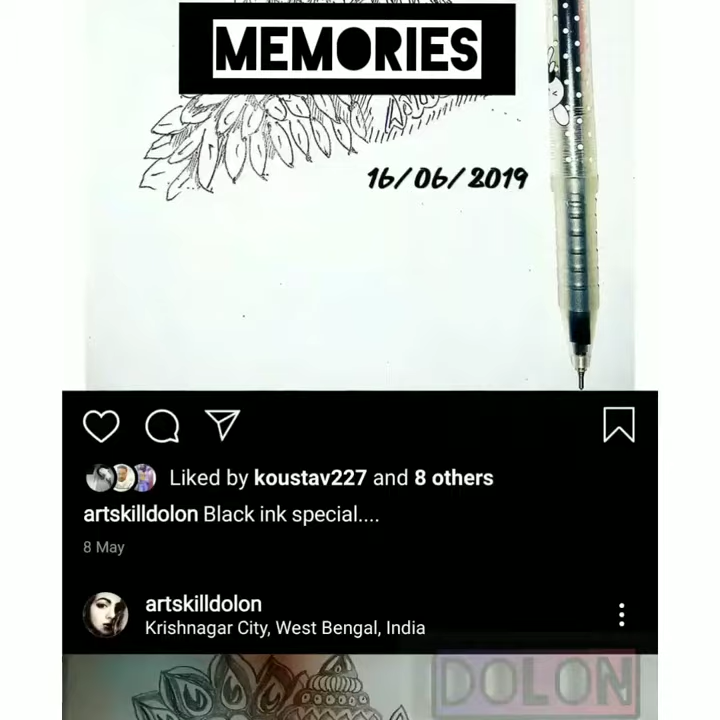 MEMORIES
16/06/2019
Liked by koustav227 and 8 others
artskilldolon Black ink special....
8 May
artskilldolon
Krishnagar City, West Bengal, India
DOLON